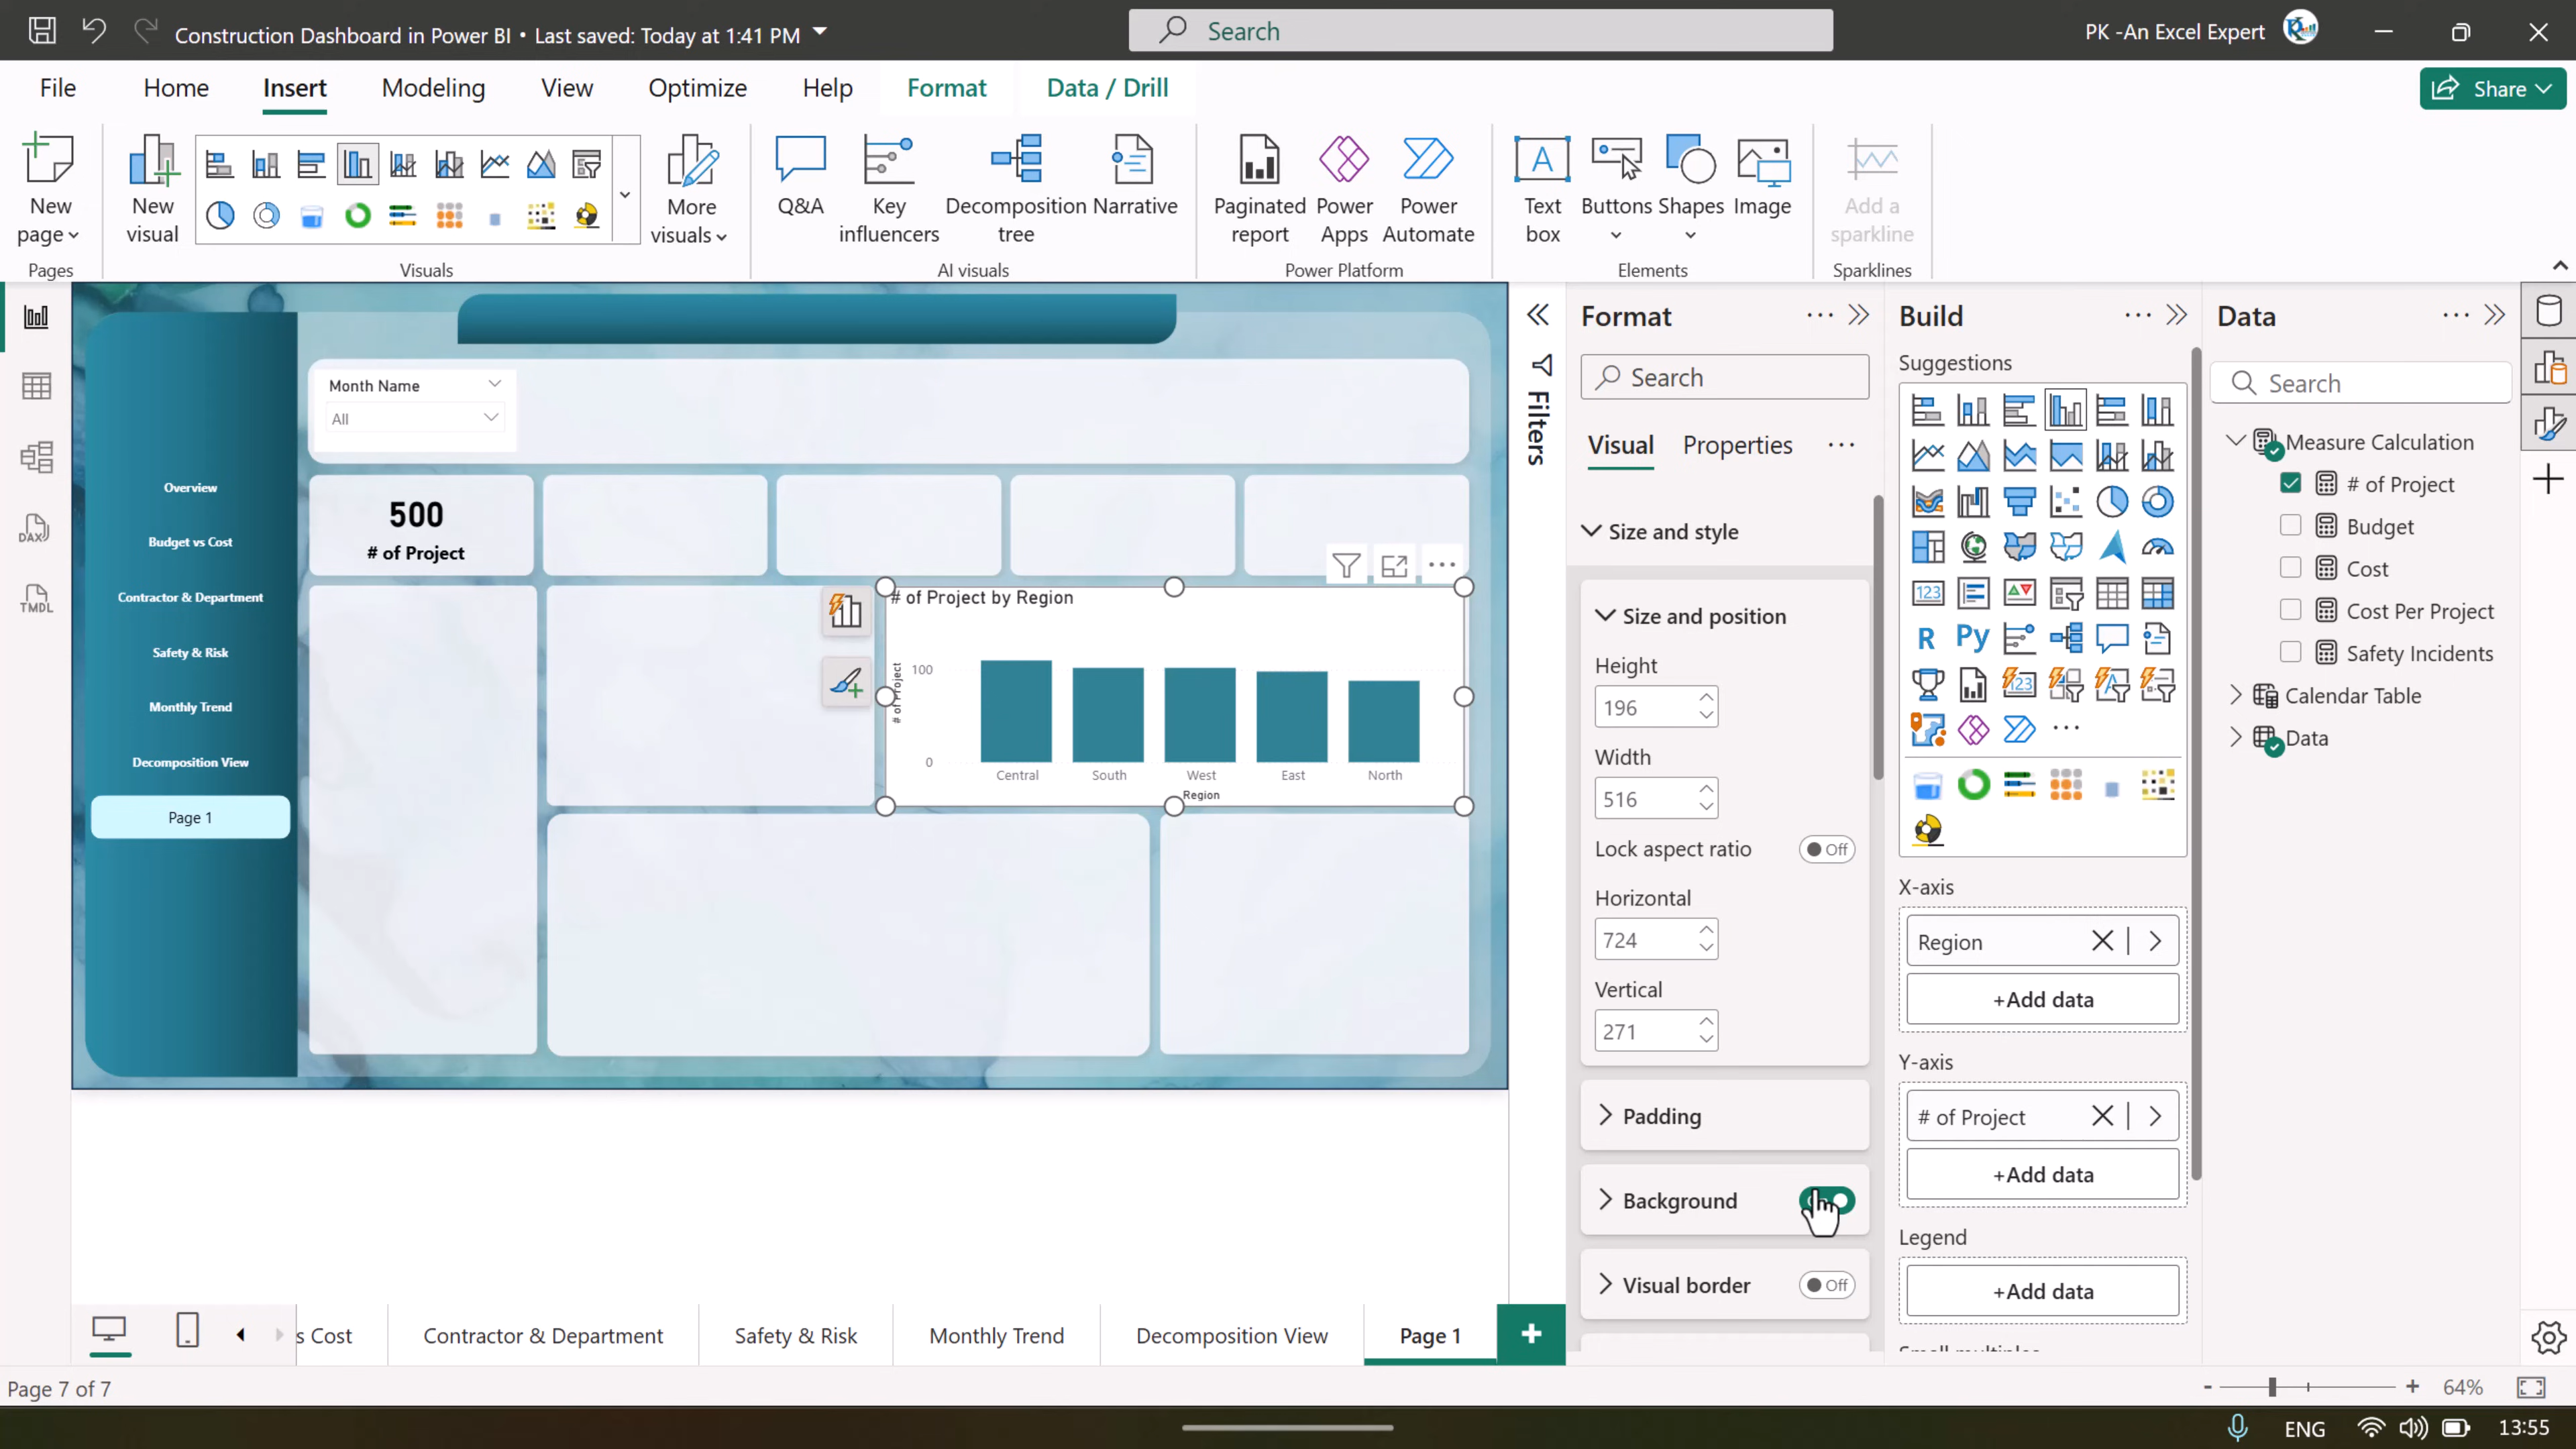 Construction Dashboard in Power BI • Last saved: Today at 1:41 PM
Search
PK -An Excel Expert
File Home Insert Modeling View Optimize Help Format Data / Drill
Share
New page
Pages
New visual
Visuals
More visuals
Q&A
Key influencers
Decomposition tree
Narrative
AI visuals
Paginated report
Power Apps
Power Automate
Power Platform
Text box
Buttons
Shapes
Image
Elements
Add a sparkline
Sparklines
DAX
TMDL
Overview
Budget vs Cost
Contractor & Department
Safety & Risk
Monthly Trend
Decomposition View
Page 1
Month Name
All
500
# of Project
# of Project by Region
# of Project
100
0
Central South West East North
Region
Filters
Format
Search
Visual Properties
Size and style
Size and position
Height
196
Width
516
Lock aspect ratio Off
Horizontal
724
Vertical
271
Padding
Background
Visual border Off
Build
Suggestions
123
R Py
123
X-axis
Region
+Add data
Y-axis
# of Project
+Add data
Legend
+Add data
Small multiples
Data
Search
Measure Calculation
# of Project
Budget
Cost
Cost Per Project
Safety Incidents
Calendar Table
Data
s Cost Contractor & Department Safety & Risk Monthly Trend Decomposition View Page 1
Page 7 of 7
- + 64%
ENG 13:55